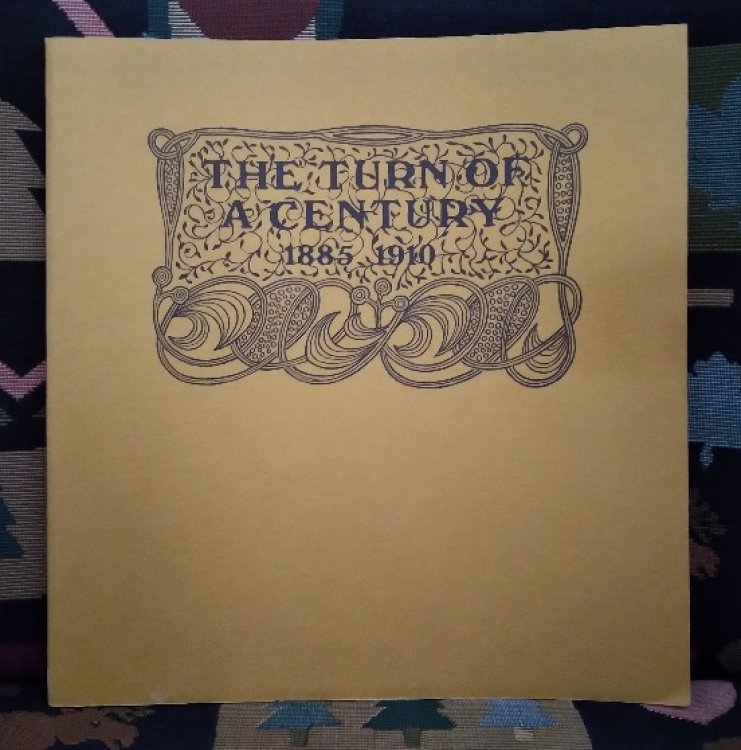 THE TURN OF
A CENTURY
1885 1910